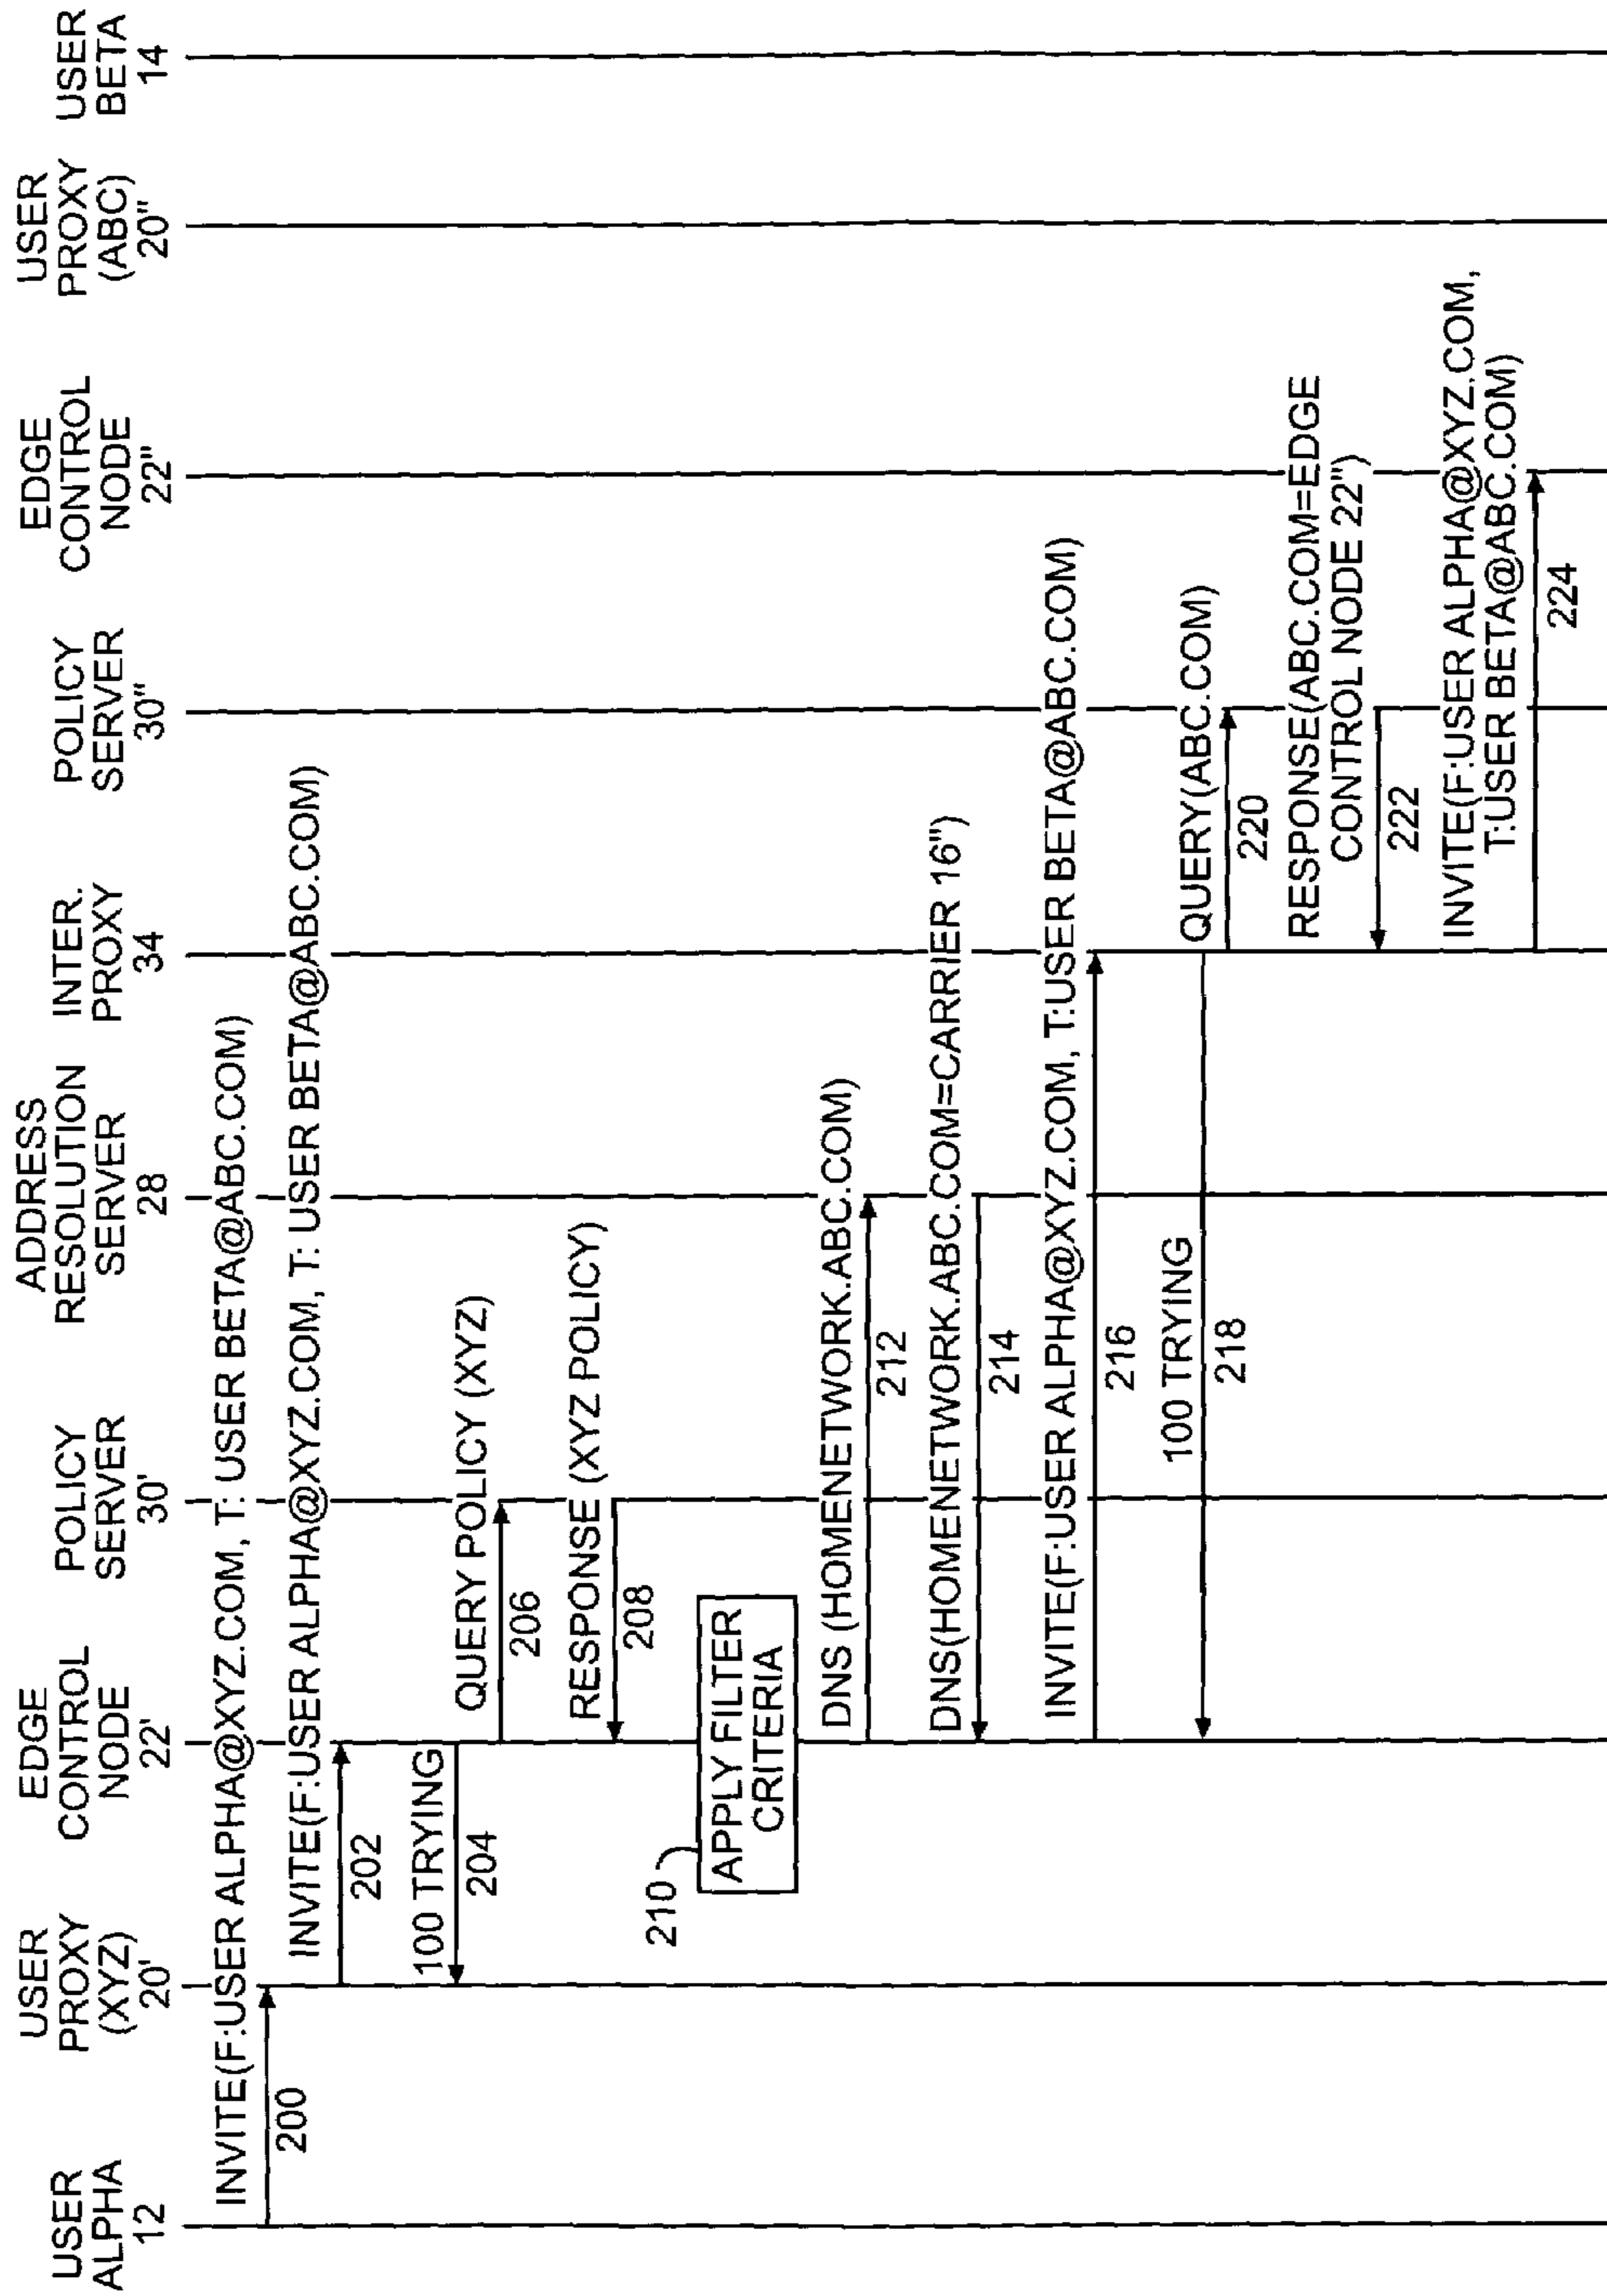 USER
ALPHA
12
USER
PROXY
(XYZ)
20'
EDGE
CONTROL
NODE
22'
POLICY
SERVER
30'
ADDRESS
RESOLUTION
SERVER
28
INTER.
PROXY
34
POLICY
SERVER
30"
EDGE
CONTROL
NODE
22"
USER
PROXY
(ABC)
20"
USER
BETA
14
INVITE(F:USER ALPHA@XYZ.COM, T: USER BETA@ABC.COM)
200
INVITE(F:USER ALPHA@XYZ.COM, T: USER BETA@ABC.COM)
202
100 TRYING
204
QUERY POLICY (XYZ)
206
RESPONSE (XYZ POLICY)
208
210
APPLY FILTER
CRITERIA
DNS (HOMENETWORK.ABC.COM)
212
DNS(HOMENETWORK.ABC.COM=CARRIER 16")
214
INVITE(F:USER ALPHA@XYZ.COM, T:USER BETA@ABC.COM)
216
100 TRYING
218
QUERY(ABC.COM)
220
RESPONSE(ABC.COM=EDGE
CONTROL NODE 22")
222
INVITE(F:USER ALPHA@XYZ.COM,
T:USER BETA@ABC.COM)
224